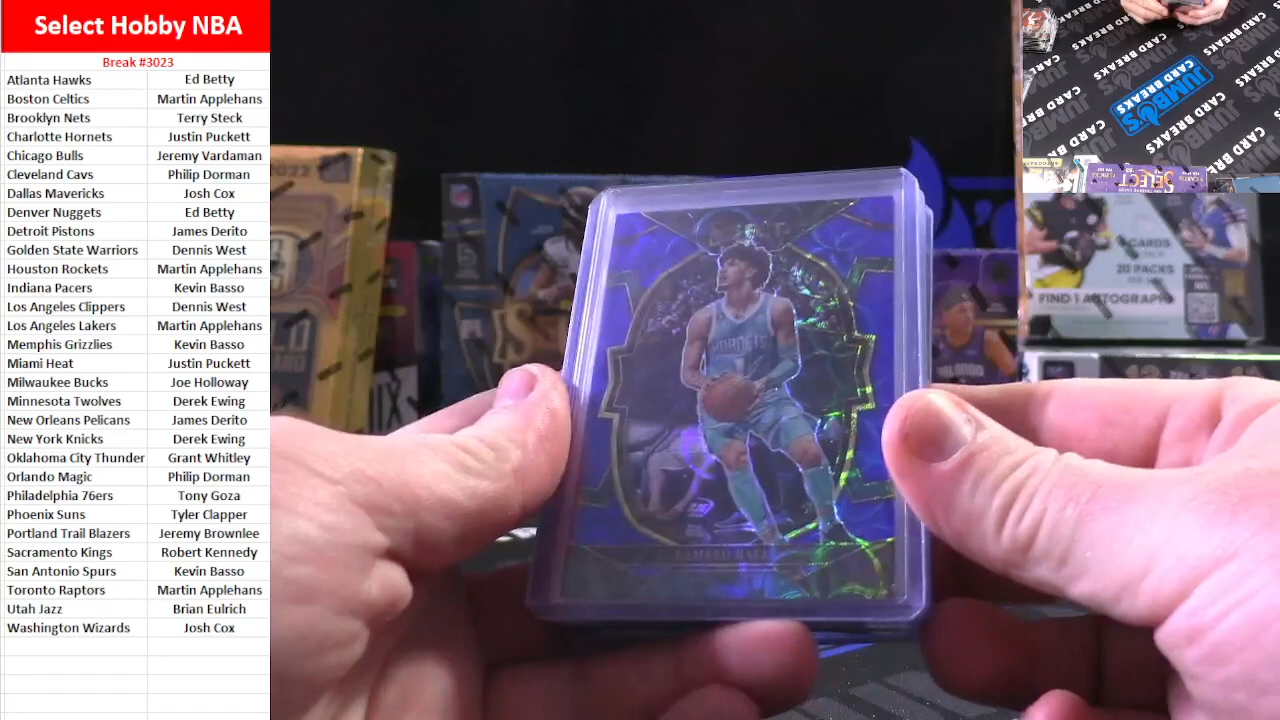 Select Hobby NBA
Break #3023
Atlanta Hawks Ed Betty
Boston Celtics Martin Applehans
Brooklyn Nets Terry Steck
Charlotte Hornets Justin Puckett
Chicago Bulls Jeremy Vardaman
Cleveland Cavs Philip Dorman
Dallas Mavericks Josh Cox
Denver Nuggets Ed Betty
Detroit Pistons James Derito
Golden State Warriors Dennis West
Houston Rockets Martin Applehans
Indiana Pacers Kevin Basso
Los Angeles Clippers Dennis West
Los Angeles Lakers Martin Applehans
Memphis Grizzlies Kevin Basso
Miami Heat Justin Puckett
Milwaukee Bucks Joe Holloway
Minnesota Twolves Derek Ewing
New Orleans Pelicans James Derito
New York Knicks Derek Ewing
Oklahoma City Thunder Grant Whitley
Orlando Magic Philip Dorman
Philadelphia 76ers Tony Goza
Phoenix Suns Tyler Clapper
Portland Trail Blazers Jeremy Brownlee
Sacramento Kings Robert Kennedy
San Antonio Spurs Kevin Basso
Toronto Raptors Martin Applehans
Utah Jazz Brian Eulrich
Washington Wizards Josh Cox
HORNETS
LAMELO BALL
JUMBO'S
CARD BREAKS
SELECT
CARDS
20 PACKS
FIND 1 AUTOGRAPH
ORLANDO